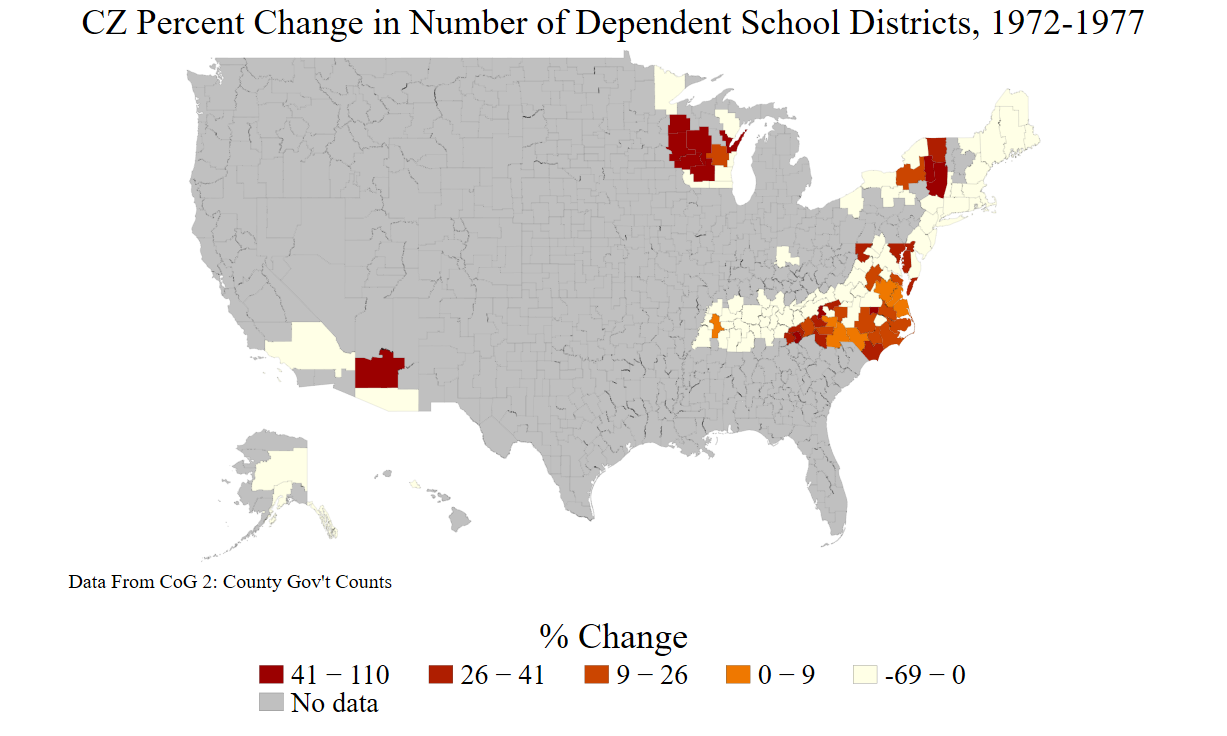 CZ Percent Change in Number of Dependent School Districts, 1972-1977
Data From CoG 2: County Gov't Counts
% Change
41 − 110 26 − 41 9 − 26 0 − 9 -69 − 0
No data